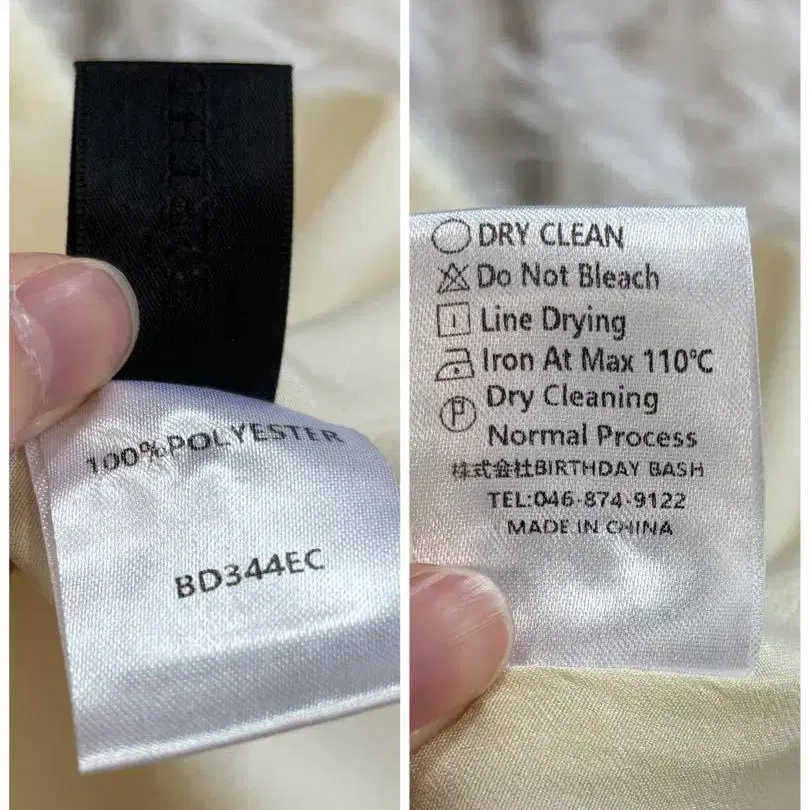 100%POLYESTER
BD344EC
DRY CLEAN
Do Not Bleach
Line Drying
Iron At Max 110℃
P Dry Cleaning
Normal Process
株式会社BIRTHDAY BASH
TEL:046-874-9122
MADE IN CHINA